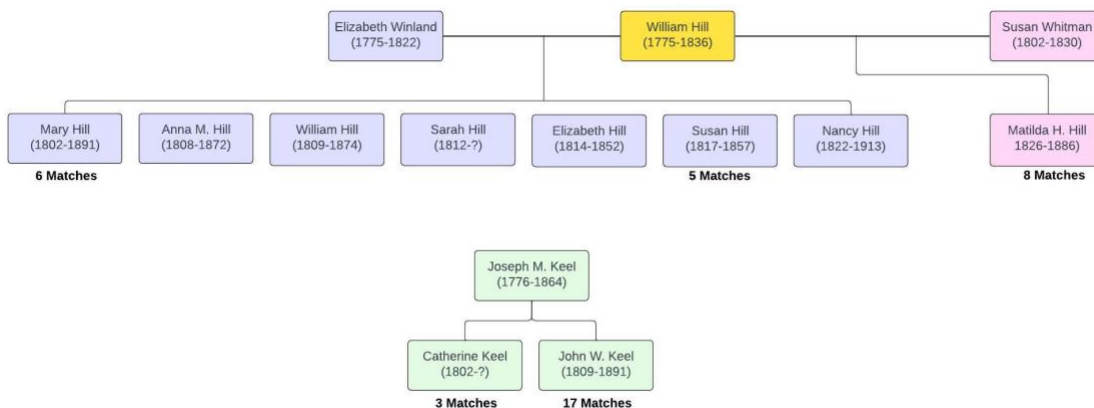 Elizabeth Winland
(1775-1822)
William Hill
(1775-1836)
Susan Whitman
(1802-1830)
Mary Hill
(1802-1891)
Anna M. Hill
(1808-1872)
William Hill
(1809-1874)
Sarah Hill
(1812-?)
Elizabeth Hill
(1814-1852)
Susan Hill
(1817-1857)
Nancy Hill
(1822-1913)
Matilda H. Hill
1826-1886)
6 Matches
5 Matches
8 Matches
Joseph M. Keel
(1776-1864)
Catherine Keel
(1802-?)
John W. Keel
(1809-1891)
3 Matches
17 Matches